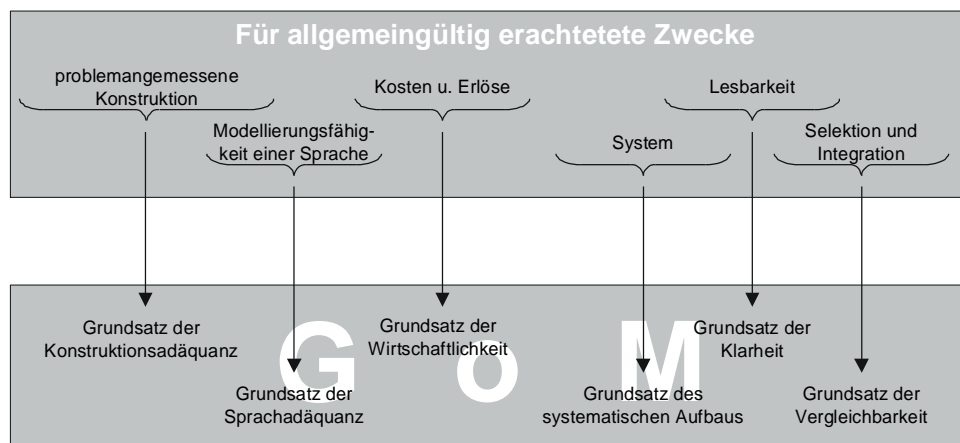 Für allgemeingültig erachtetete Zwecke
problemangemessene
Konstruktion
Modellierungsfähig-
keit einer Sprache
Kosten u. Erlöse
System
Lesbarkeit
Selektion und
Integration
G o M
Grundsatz der
Konstruktionsadäquanz
Grundsatz der
Sprachadäquanz
Grundsatz der
Wirtschaftlichkeit
Grundsatz des
systematischen Aufbaus
Grundsatz der
Klarheit
Grundsatz der
Vergleichbarkeit